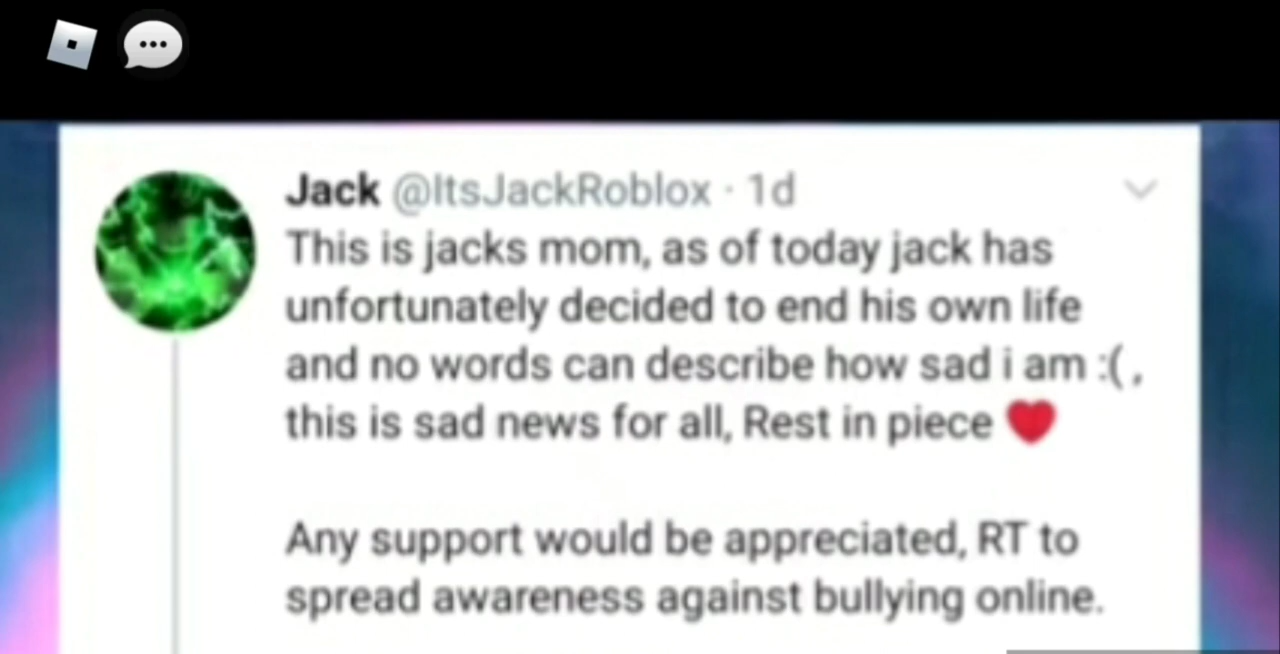 Jack @ItsJackRoblox · 1d
This is jacks mom, as of today jack has
unfortunately decided to end his own life
and no words can describe how sad i am :( ,
this is sad news for all, Rest in piece ❤️
Any support would be appreciated, RT to
spread awareness against bullying online.